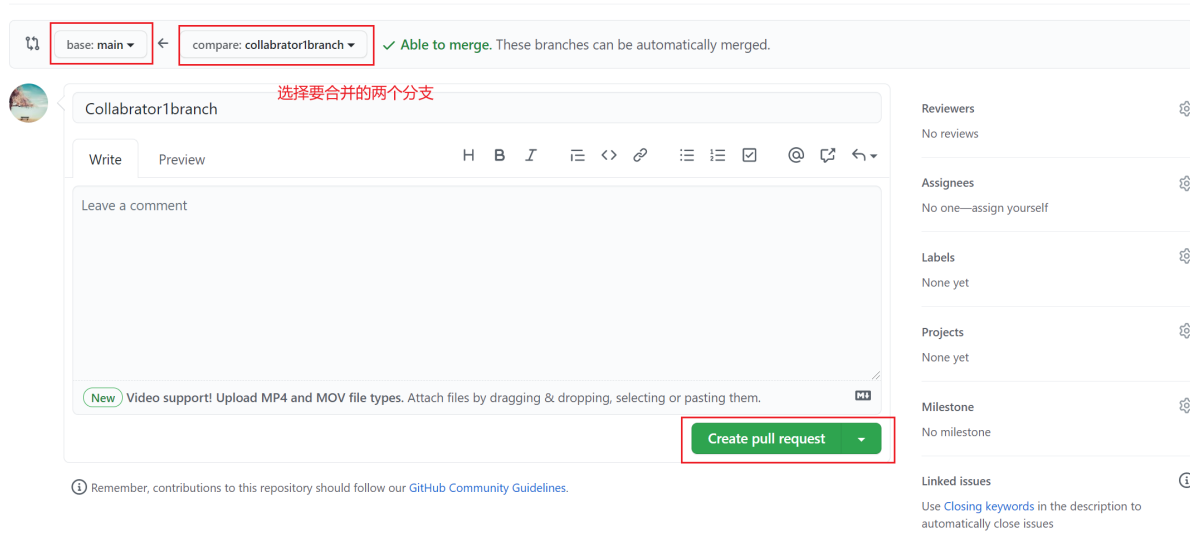 base: main
compare: collabrator1branch
Able to merge. These branches can be automatically merged.
选择要合并的两个分支
Collabrator1branch
Write
Preview
Leave a comment
New Video support! Upload MP4 and MOV file types. Attach files by dragging & dropping, selecting or pasting them.
Create pull request
Remember, contributions to this repository should follow our GitHub Community Guidelines.
Reviewers
No reviews
Assignees
No one—assign yourself
Labels
None yet
Projects
None yet
Milestone
No milestone
Linked issues
Use Closing keywords in the description to
automatically close issues